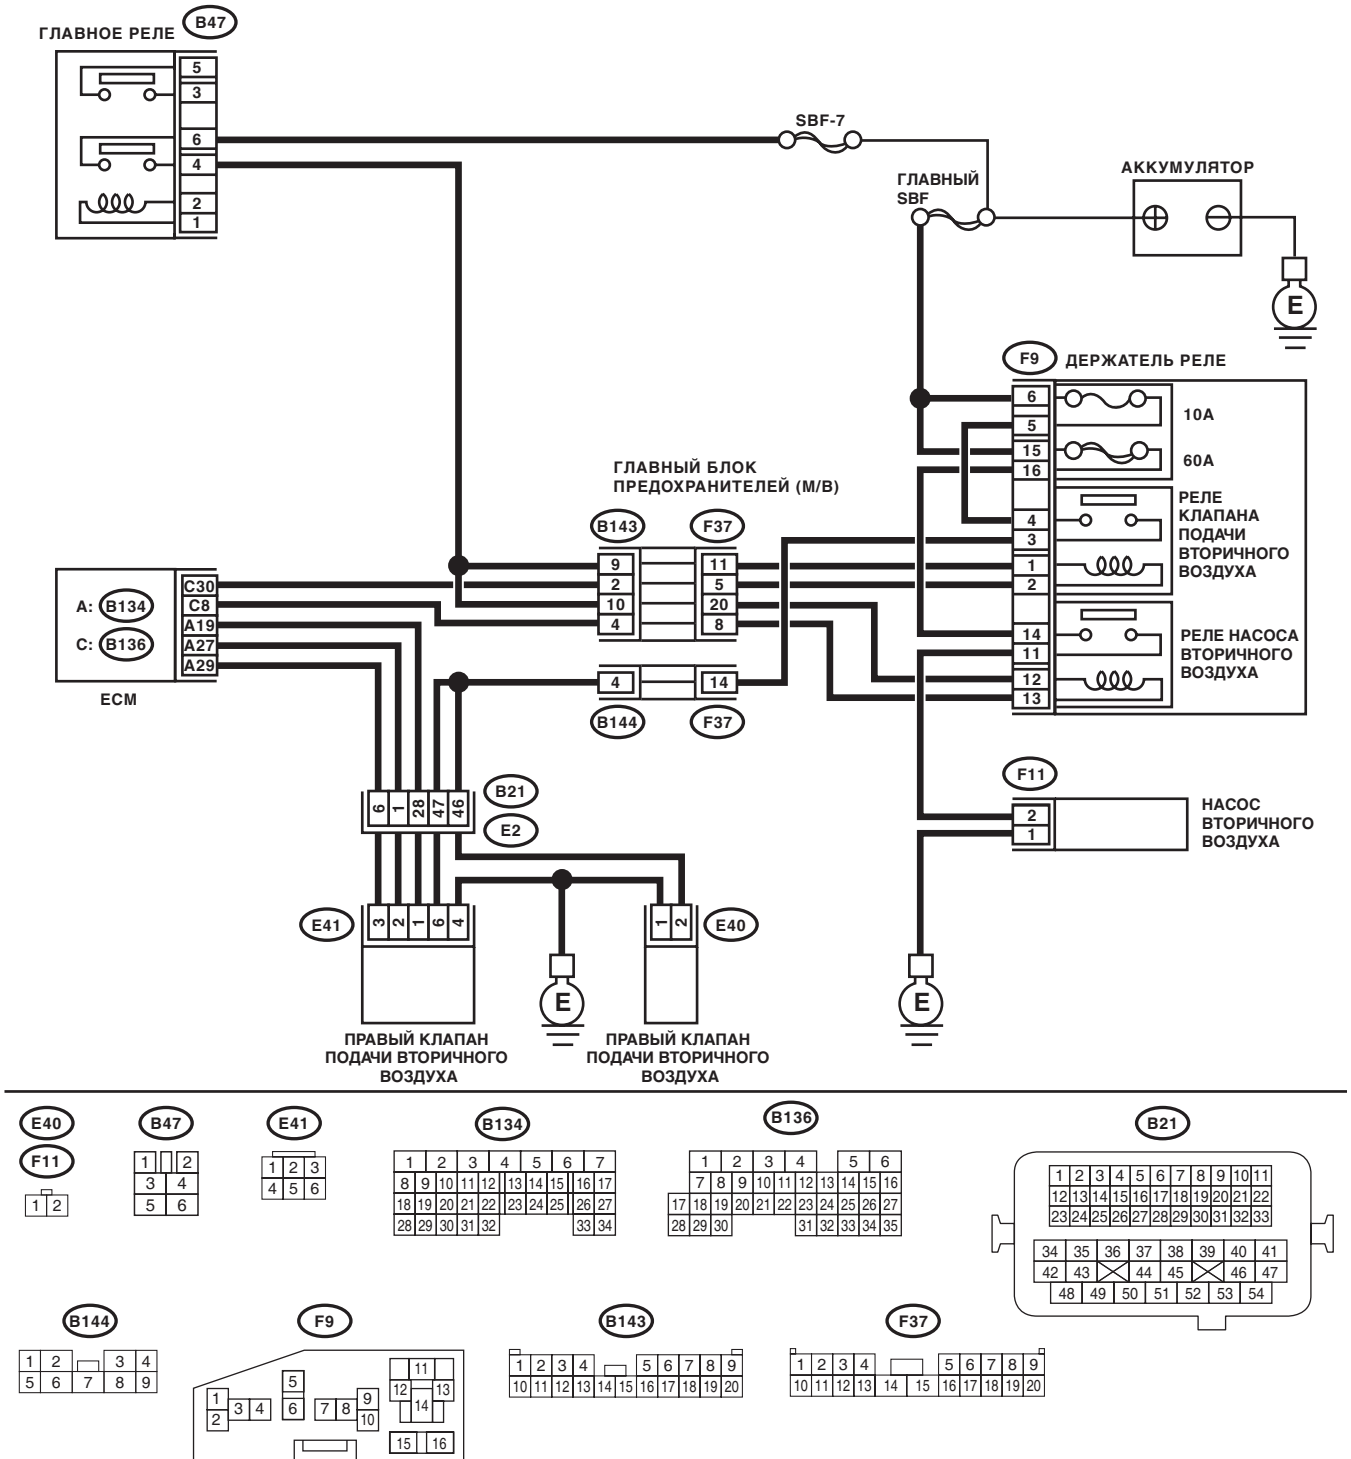 ГЛАВНОЕ РЕЛЕ B47
5
3
6
4
2
1
SBF-7
ГЛАВНЫЙ
SBF
АККУМУЛЯТОР
E
F9 ДЕРЖАТЕЛЬ РЕЛЕ
6
5
15
16
4
3
1
2
14
11
12
13
10A
60A
РЕЛЕ
КЛАПАНА
ПОДАЧИ
ВТОРИЧНОГО
ВОЗДУХА
РЕЛЕ НАСОСА
ВТОРИЧНОГО
ВОЗДУХА
ГЛАВНЫЙ БЛОК
ПРЕДОХРАНИТЕЛЕЙ (M/B)
B143 F37
9 11
2 5
10 20
4 8
4 14
B144 F37
A: B134
C: B136
C30
C8
A19
A27
A29
ECM
F11
2
1
НАСОС
ВТОРИЧНОГО
ВОЗДУХА
6 1 28 47 46
B21
E2
E41
3 2 1 6 4
1 2
E40
E
E
ПРАВЫЙ КЛАПАН
ПОДАЧИ ВТОРИЧНОГО
ВОЗДУХА
ПРАВЫЙ КЛАПАН
ПОДАЧИ ВТОРИЧНОГО
ВОЗДУХА
E40
F11
1 2
B47
1 2
3 4
5 6
E41
1 2 3
4 5 6
B134
1 2 3 4 5 6 7
8 9 10 11 12 13 14 15 16 17
18 19 20 21 22 23 24 25 26 27
28 29 30 31 32 33 34
B136
1 2 3 4 5 6
7 8 9 10 11 12 13 14 15 16
17 18 19 20 21 22 23 24 25 26 27
28 29 30 31 32 33 34 35
B21
1 2 3 4 5 6 7 8 9 10 11
12 13 14 15 16 17 18 19 20 21 22
23 24 25 26 27 28 29 30 31 32 33
34 35 36 37 38 39 40 41
42 43 44 45 46 47
48 49 50 51 52 53 54
B144
1 2 3 4
5 6 7 8 9
F9
1
2
3 4
5
6
7 8
9
10
11
12 13
14
15 16
B143
1 2 3 4 5 6 7 8 9
10 11 12 13 14 15 16 17 18 19 20
F37
1 2 3 4 5 6 7 8 9
10 11 12 13 14 15 16 17 18 19 20